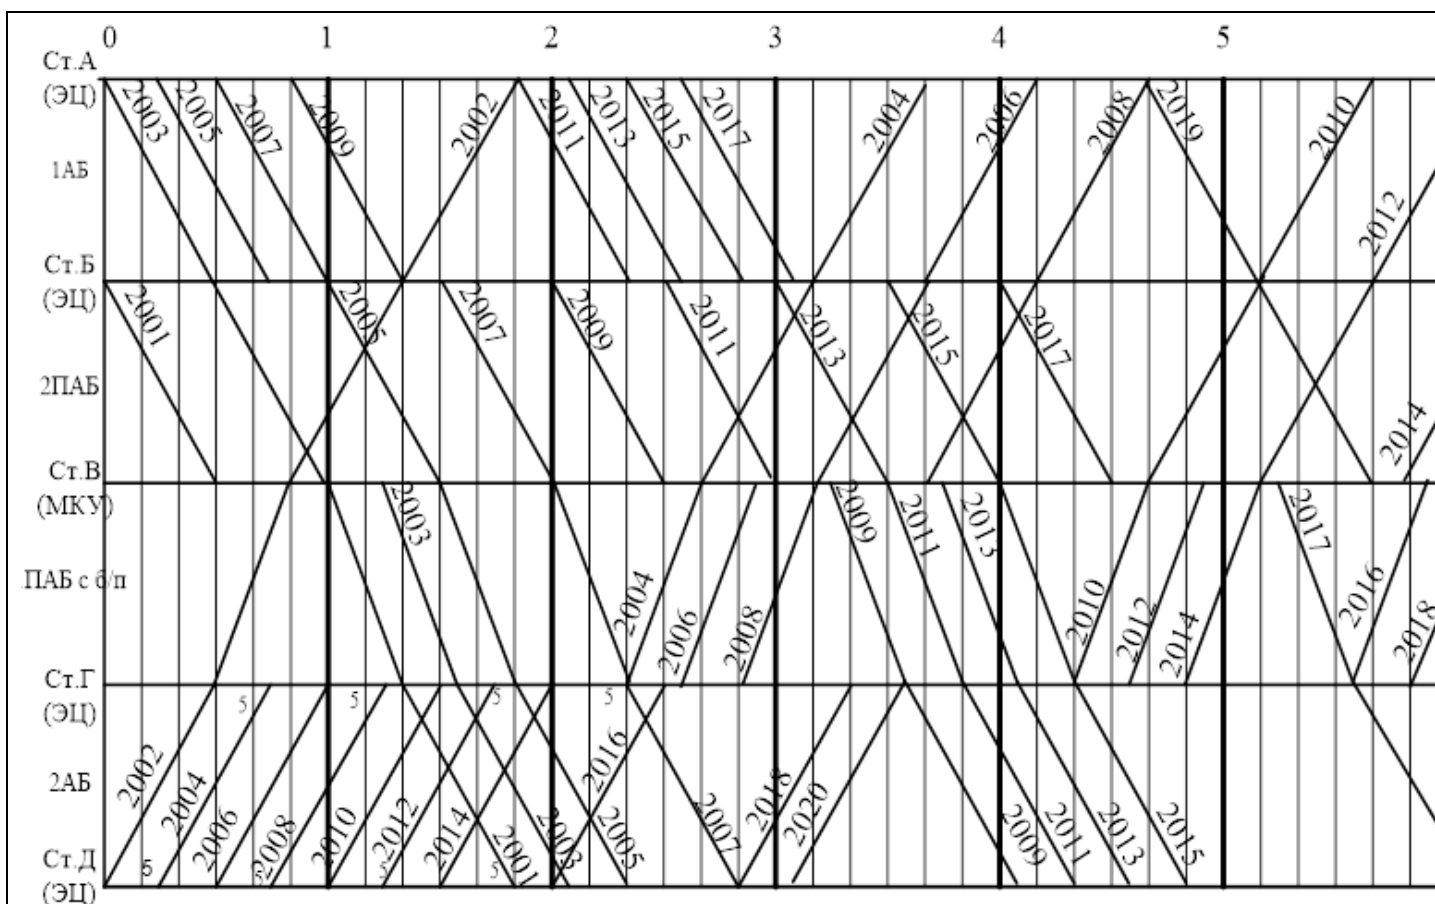 0 1 2 3 4 5
Ст.А
(ЭЦ)
2003 2005 2007 2009 2002 2011 2013 2015 2017 2004 2006 2008 2019 2010
1АБ
2012
Ст.Б
(ЭЦ)
2001 2005 2007 2009 2011 2013 2015 2017
2ПАБ
2014
Ст.В
(МКУ)
2003 2009 2011 2013 2017
ПАБ с б/п
2004 2006 2008 2010 2012 2014 2016 2018
Ст.Г
(ЭЦ)
5 5 5 5
2АБ
2002 2004 2006 2008 2010 2012 2014 2001 2003 2016 2005 2007 2018 2020 2009 2011 2013 2015
Ст.Д
(ЭЦ)
5 5 5 5